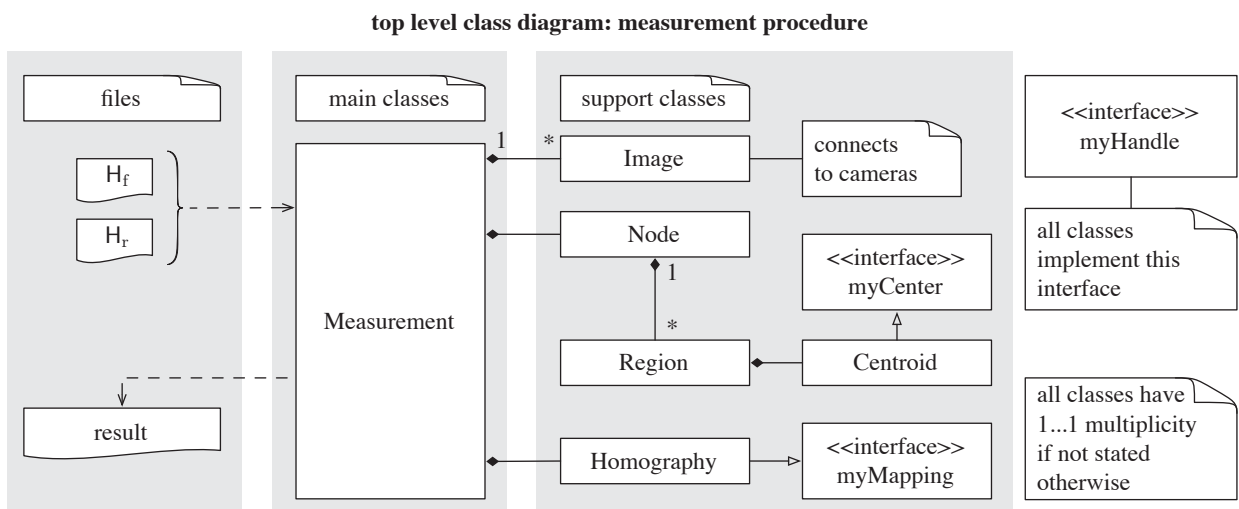 top level class diagram: measurement procedure
files
main classes
support classes
<<interface>>
myHandle
H_f
H_r
1
*
Image
connects
to cameras
Node
1
*
all classes
implement this
interface
<<interface>>
myCenter
Measurement
Region
Centroid
result
Homography
<<interface>>
myMapping
all classes have
1...1 multiplicity
if not stated
otherwise